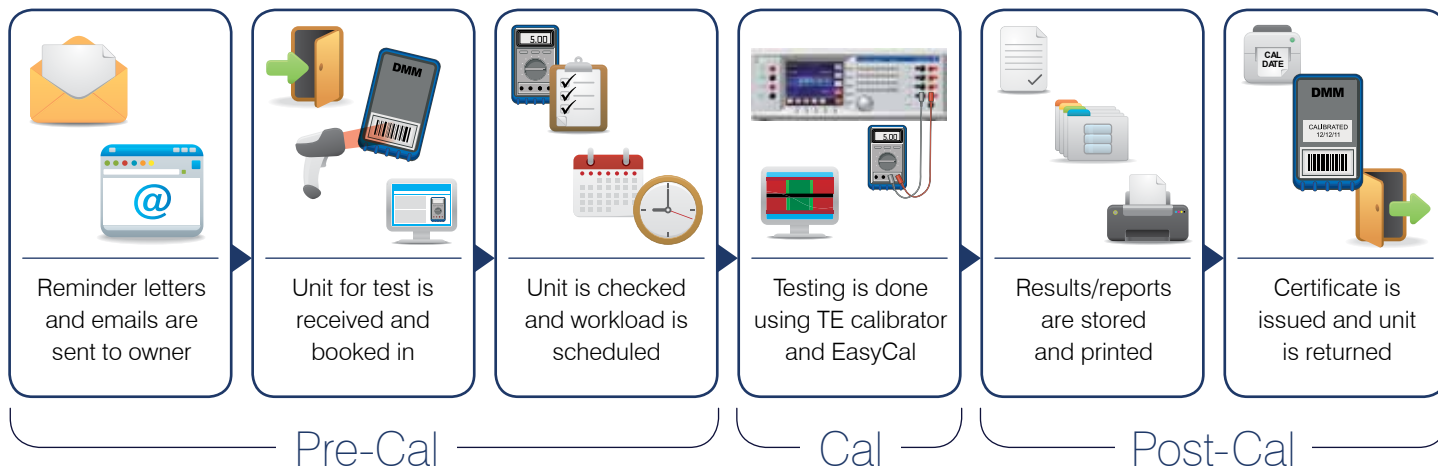 DMM
5.00
5.00
CAL
DATE
DMM
CALIBRATED
12/12/11
@
Reminder letters
and emails are
sent to owner
Unit for test is
received and
booked in
Unit is checked
and workload is
scheduled
Testing is done
using TE calibrator
and EasyCal
Results/reports
are stored
and printed
Certificate is
issued and unit
is returned
Pre-Cal
Cal
Post-Cal